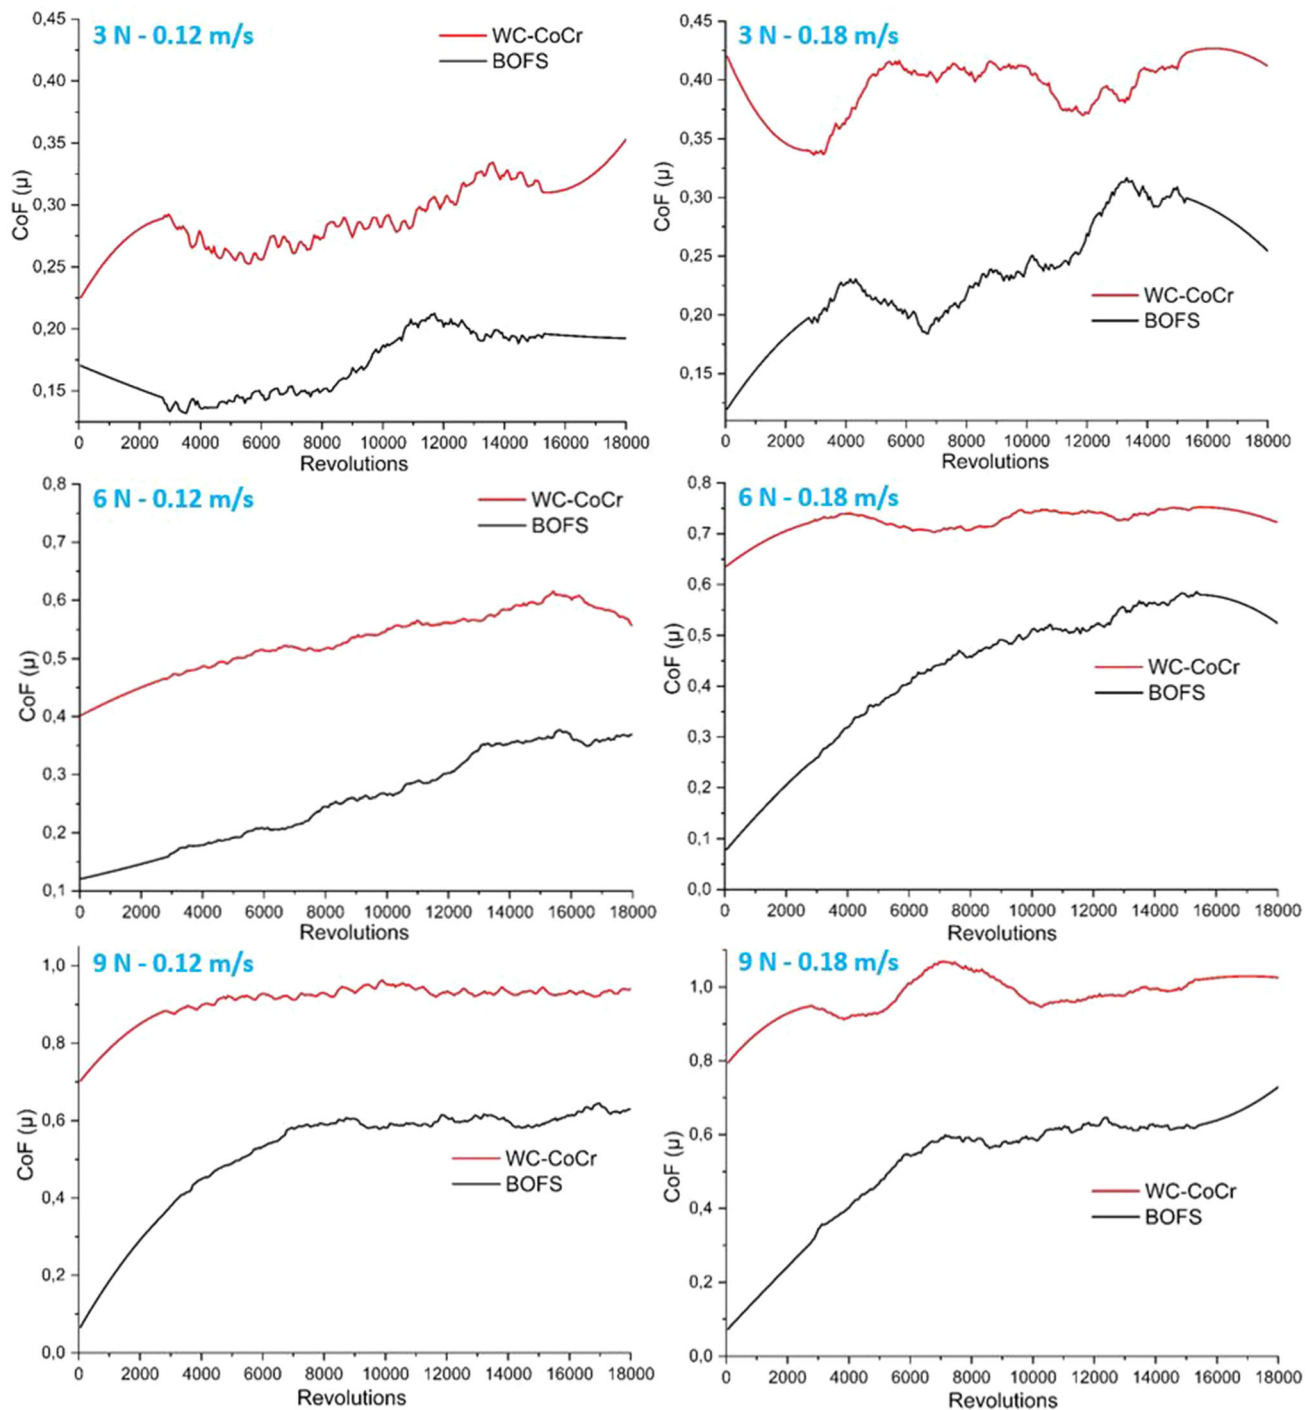 3 N - 0.12 m/s
WC-CoCr
BOFS
0,45
0,40
0,35
0,30
0,25
0,20
0,15
CoF (μ)
0 2000 4000 6000 8000 10000 12000 14000 16000 18000
Revolutions
3 N - 0.18 m/s
0,45
0,40
0,35
0,30
0,25
0,20
0,15
CoF (μ)
WC-CoCr
BOFS
0 2000 4000 6000 8000 10000 12000 14000 16000 18000
Revolutions
6 N - 0.12 m/s
WC-CoCr
BOFS
0,8
0,7
0,6
0,5
0,4
0,3
0,2
0,1
CoF (μ)
0 2000 4000 6000 8000 10000 12000 14000 16000 18000
Revolutions
6 N - 0.18 m/s
0,8
0,7
0,6
0,5
0,4
0,3
0,2
0,1
0,0
CoF (μ)
WC-CoCr
BOFS
0 2000 4000 6000 8000 10000 12000 14000 16000 18000
Revolutions
9 N - 0.12 m/s
1,0
0,8
0,6
0,4
0,2
0,0
CoF (μ)
WC-CoCr
BOFS
0 2000 4000 6000 8000 10000 12000 14000 16000 18000
Revolutions
9 N - 0.18 m/s
1,0
0,8
0,6
0,4
0,2
0,0
CoF (μ)
WC-CoCr
BOFS
0 2000 4000 6000 8000 10000 12000 14000 16000 18000
Revolutions